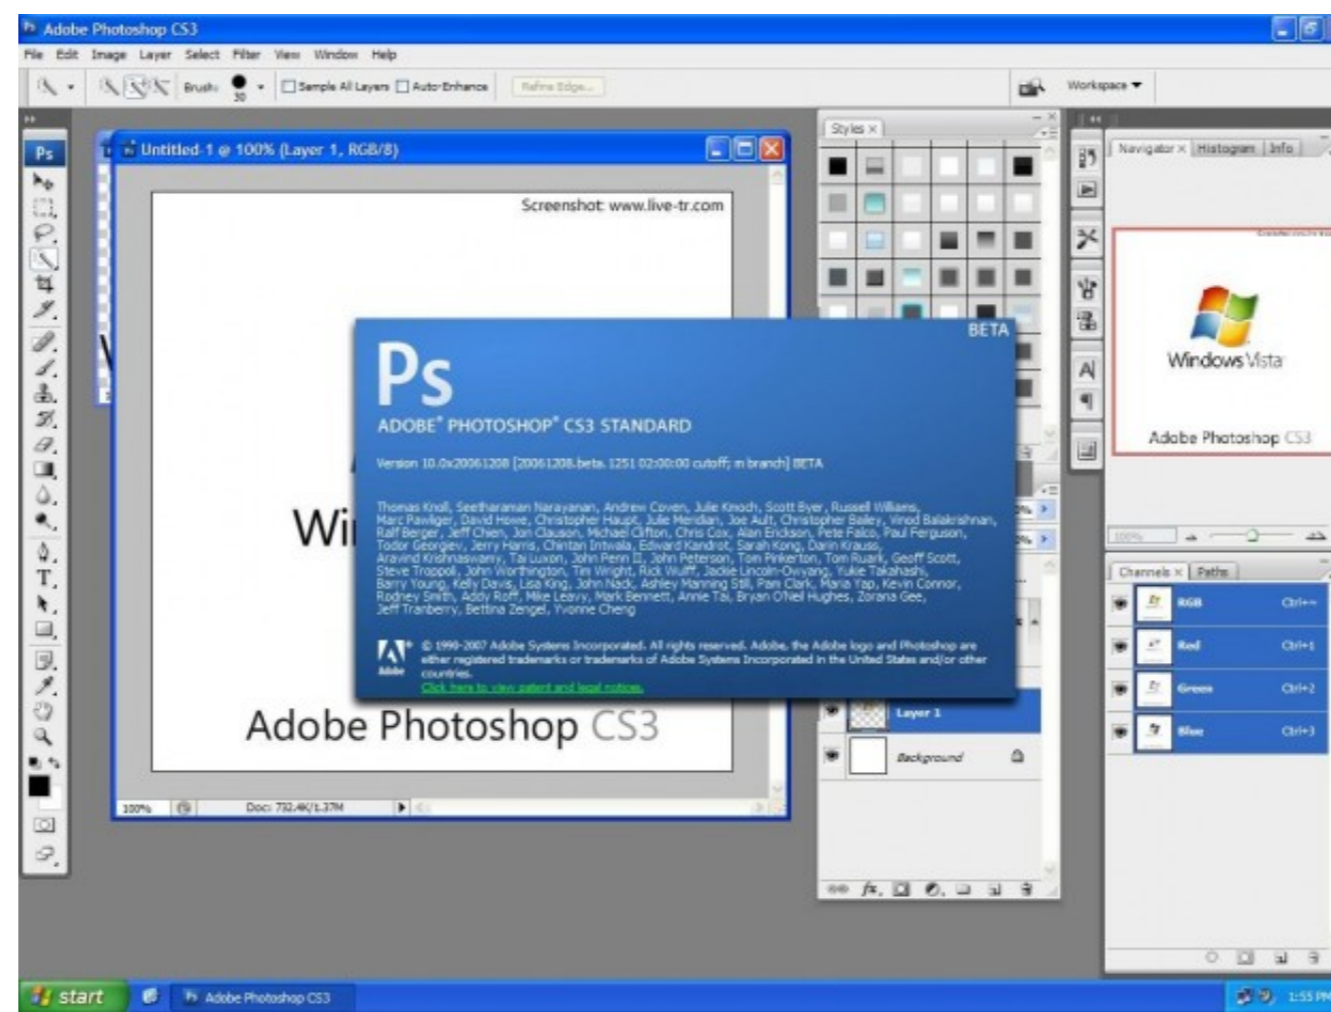 Adobe Photoshop CS3
File Edit Image Layer Select Filter View Window Help
Brush: 30 Sample All Layers Auto-Enhance Refine Edge... Workspace
Ps
Untitled-1 @ 100% (Layer 1, RGB/8)
Styles x
Navigator x Histogram Info
Screenshot: www.live-tr.com
Windows Vista
Adobe Photoshop CS3
BETA
Ps
ADOBE® PHOTOSHOP® CS3 STANDARD
Version 10.0x20061208 [20061208.beta. 1251 02:00:00 cutoff; m branch] BETA
Thomas Knoll, Seetharaman Narayanan, Andrew Coven, Julie Kmoch, Scott Byer, Russell Williams,
Marc Pawliger, David Howe, Christopher Haupt, Julie Meridian, Joe Ault, Christopher Bailey, Vinod Balakrishnan,
Ralf Berger, Jeff Chien, Jon Clauson, Michael Clifton, Chris Cox, Alan Erickson, Pete Falco, Paul Ferguson,
Todor Georgiev, Jerry Harris, Chintan Intwala, Edward Kandrot, Sarah Kong, Darin Krauss,
Aravind Krishnaswamy, Tai Luxon, John Penn II, John Peterson, Tom Pinkerton, Tom Ruark, Geoff Scott,
Steve Troppoli, John Worthington, Tim Wright, Rick Wulff, Jackie Lincoln-Owyang, Yukie Takahashi,
Barry Young, Kelly Davis, Lisa King, John Nack, Ashley Manning Still, Pam Clark, Maria Yap, Kevin Connor,
Rodney Smith, Addy Roff, Mike Leavy, Mark Bennett, Annie Tai, Bryan O'Neil Hughes, Zorana Gee,
Jeff Tranberry, Bettina Zengel, Yvonne Cheng
© 1990-2007 Adobe Systems Incorporated. All rights reserved. Adobe, the Adobe logo and Photoshop are
either registered trademarks or trademarks of Adobe Systems Incorporated in the United States and/or other
countries.
Click here to view patent and legal notices.
Adobe
Wi
Adobe Photoshop CS3
100% Doc: 732.4K/1.37M
Layer 1
Background
100%
Channels x Paths
RGB Ctrl+~
Red Ctrl+1
Green Ctrl+2
Blue Ctrl+3
start Adobe Photoshop CS3 1:55 PM